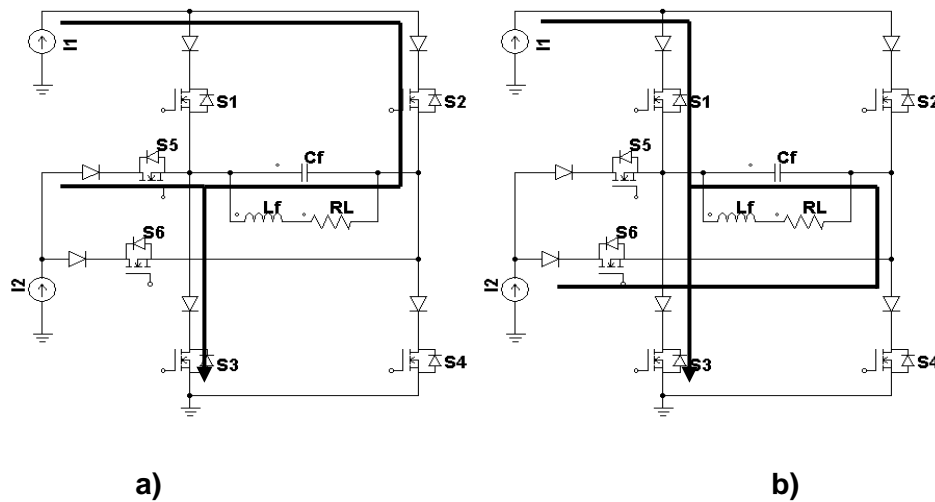 I1
S1
S2
S5
Cf
Lf
RL
S6
I2
S3
S4
I1
S1
S2
S5
Cf
Lf
RL
S6
I2
S3
S4
a)
b)